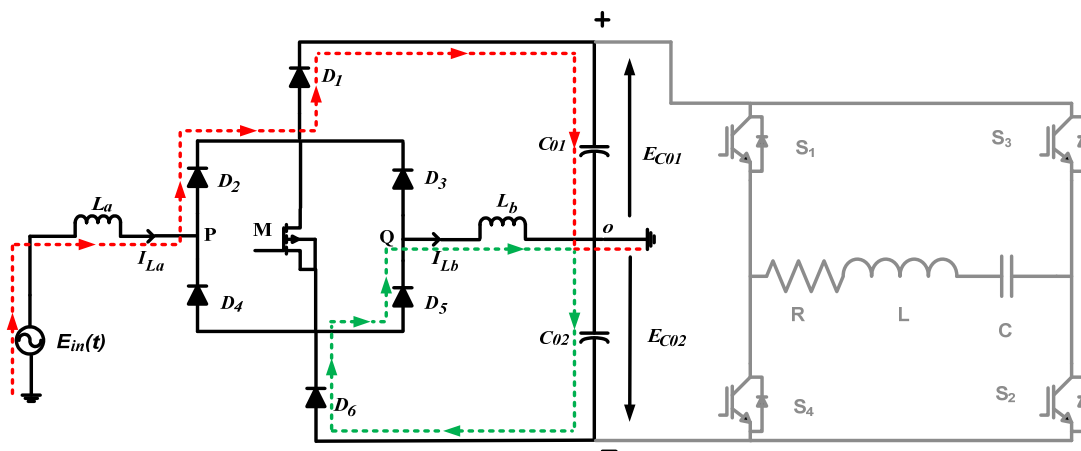 +
D1
C01
EC01
S1
S3
D2
D3
La
Lb
M
P
Q
o
ILa
ILb
D4
D5
R
L
C
Ein(t)
C02
EC02
D6
S4
S2
−